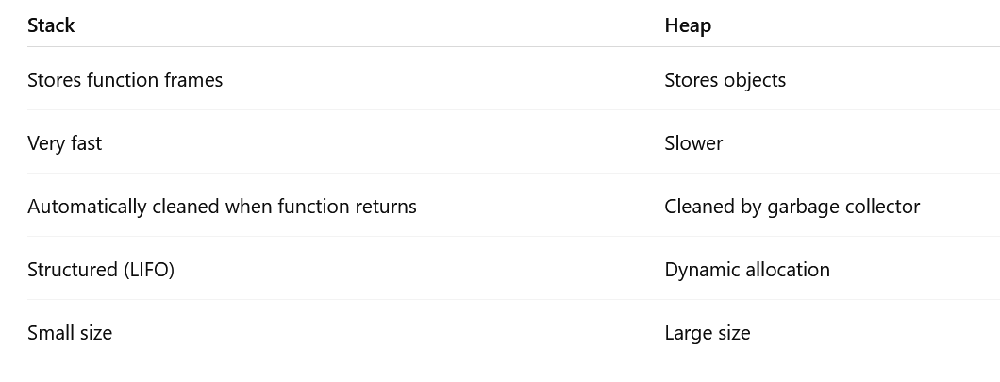 Stack Heap
Stores function frames Stores objects
Very fast Slower
Automatically cleaned when function returns Cleaned by garbage collector
Structured (LIFO) Dynamic allocation
Small size Large size